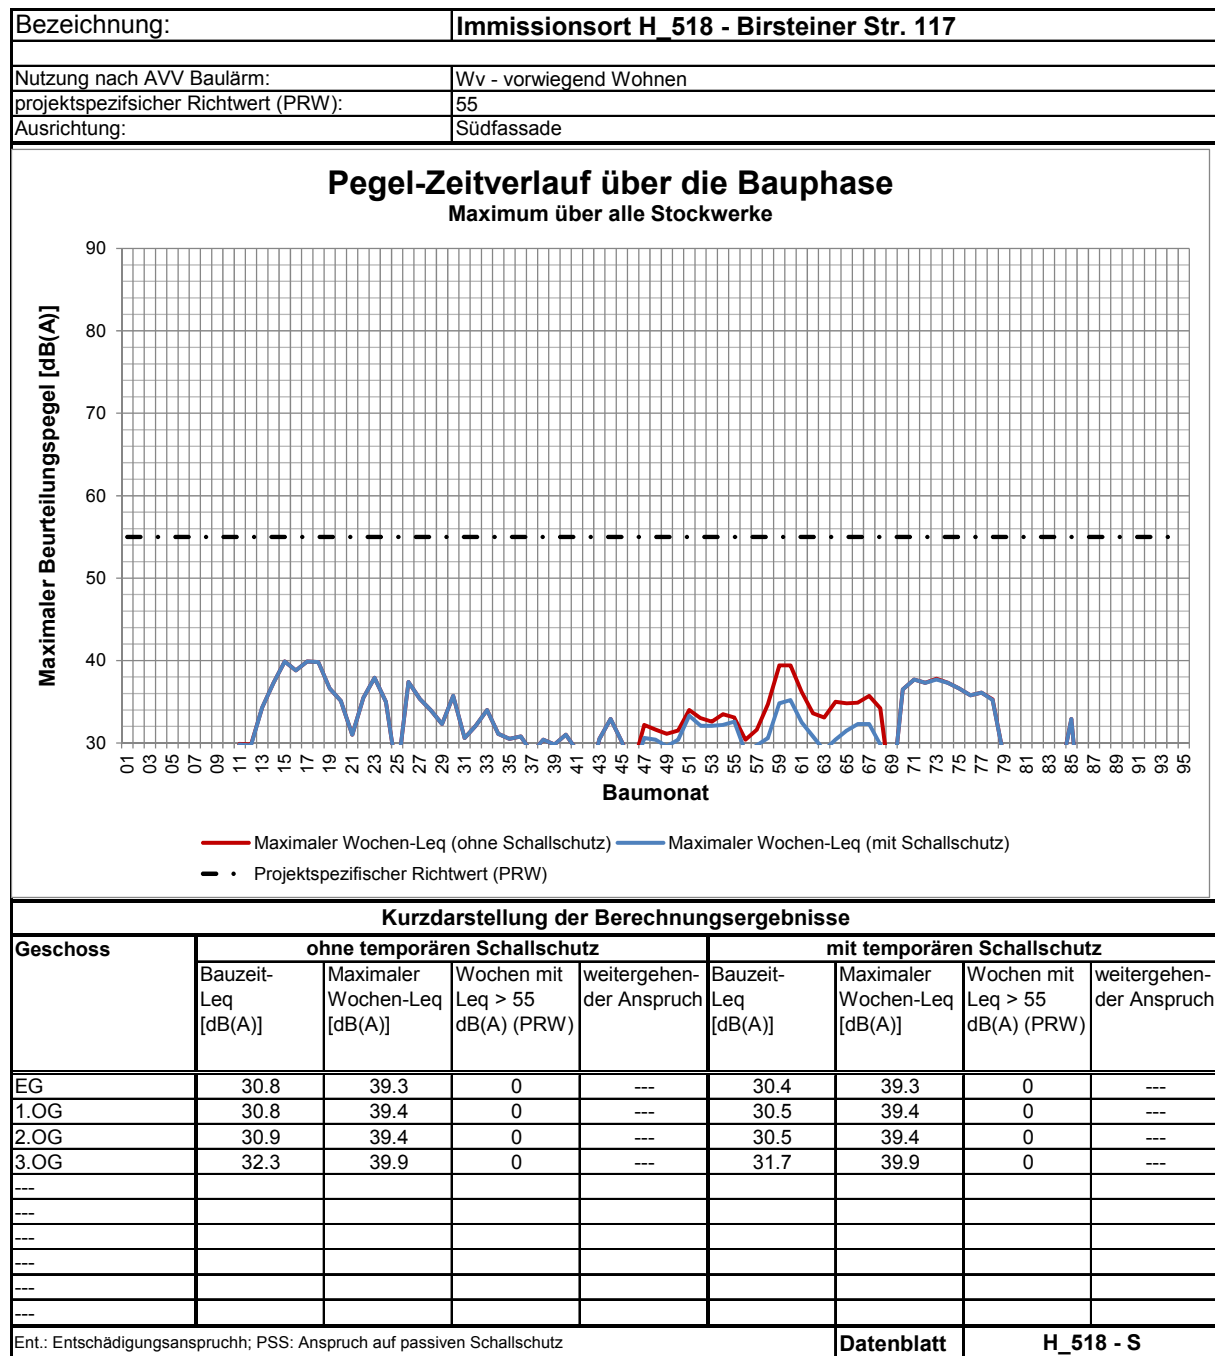 Bezeichnung: Immissionsort H_518 - Birsteiner Str. 117
Nutzung nach AVV Baulärm: Wv - vorwiegend Wohnen
projektspezifsicher Richtwert (PRW): 55
Ausrichtung: Südfassade
Pegel-Zeitverlauf über die Bauphase
Maximum über alle Stockwerke
Maximaler Beurteilungspegel [dB(A)]
90
80
70
60
50
40
30
01 03 05 07 09 11 13 15 17 19 21 23 25 27 29 31 33 35 37 39 41 43 45 47 49 51 53 55 57 59 61 63 65 67 69 71 73 75 77 79 81 83 85 87 89 91 93 95
Baumonat
Maximaler Wochen-Leq (ohne Schallschutz) Maximaler Wochen-Leq (mit Schallschutz)
Projektspezifischer Richtwert (PRW)
Kurzdarstellung der Berechnungsergebnisse
Geschoss ohne temporären Schallschutz mit temporären Schallschutz
Bauzeit- Maximaler Wochen mit weitergehen- Bauzeit- Maximaler Wochen mit weitergehen-
Leq Wochen-Leq Leq > 55 der Anspruch Leq Wochen-Leq Leq > 55 der Anspruch
[dB(A)] [dB(A)] dB(A) (PRW) [dB(A)] [dB(A)] dB(A) (PRW)
EG 30.8 39.3 0 --- 30.4 39.3 0 ---
1.OG 30.8 39.4 0 --- 30.5 39.4 0 ---
2.OG 30.9 39.4 0 --- 30.5 39.4 0 ---
3.OG 32.3 39.9 0 --- 31.7 39.9 0 ---
---
---
---
---
---
---
Ent.: Entschädigungsanspruchh; PSS: Anspruch auf passiven Schallschutz Datenblatt H_518 - S